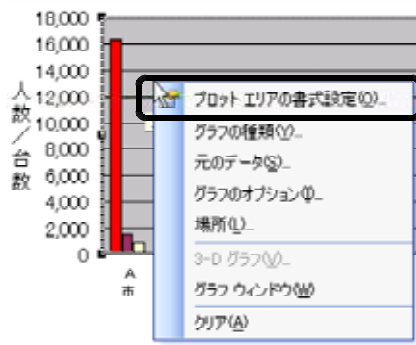 18,000
16,000
14,000
12,000
10,000
8,000
6,000
4,000
2,000
0
人数／台数
A市
プロット エリアの書式設定(O)...
グラフの種類(Y)...
元のデータ(S)...
グラフのオプション(I)...
場所(L)...
3-D グラフ(V)...
グラフ ウィンドウ(W)
クリア(A)